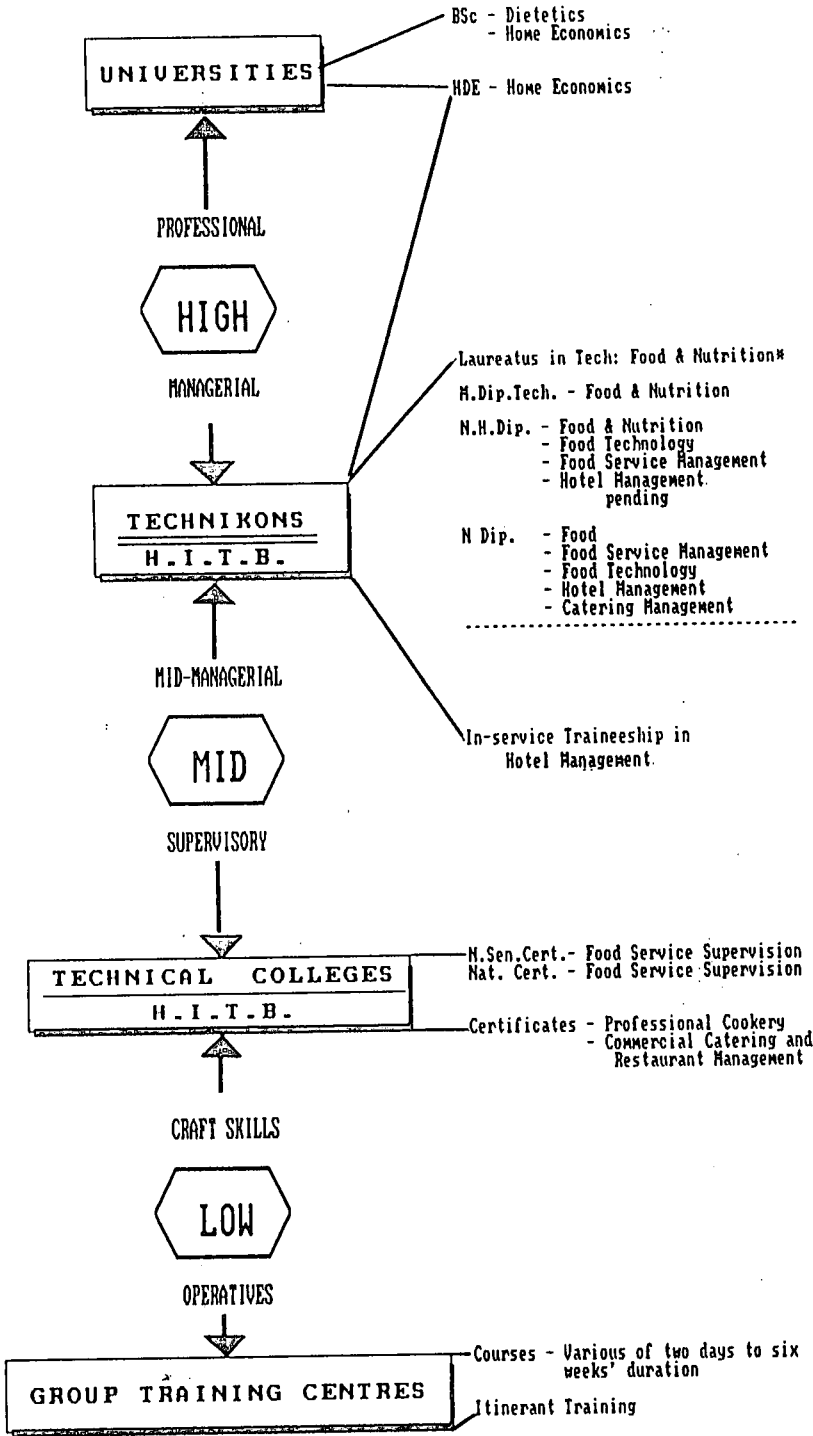 BSc - Dietetics
- Home Economics
UNIVERSITIES
HDE - Home Economics
PROFESSIONAL
HIGH
MANAGERIAL
Laureatus in Tech: Food & Nutrition*
M.Dip.Tech. - Food & Nutrition
N.H.Dip. - Food & Nutrition
- Food Technology
- Food Service Management
- Hotel Management
pending
TECHNIKONS
H.I.T.B.
N Dip. - Food
- Food Service Management
- Food Technology
- Hotel Management
- Catering Management
MID-MANAGERIAL
In-service Traineeship in
Hotel Management.
MID
SUPERVISORY
N.Sen.Cert.- Food Service Supervision
Nat. Cert. - Food Service Supervision
TECHNICAL COLLEGES
H.I.T.B.
Certificates - Professional Cookery
- Commercial Catering and
Restaurant Management
CRAFT SKILLS
LOW
OPERATIVES
Courses - Various of two days to six
weeks' duration
GROUP TRAINING CENTRES
Itinerant Training